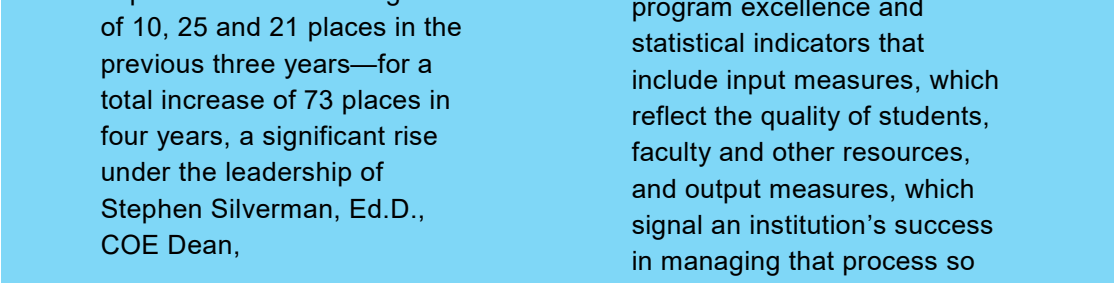 of 10, 25 and 21 places in the
previous three years—for a
total increase of 73 places in
four years, a significant rise
under the leadership of
Stephen Silverman, Ed.D.,
COE Dean,
program excellence and
statistical indicators that
include input measures, which
reflect the quality of students,
faculty and other resources,
and output measures, which
signal an institution’s success
in managing that process so